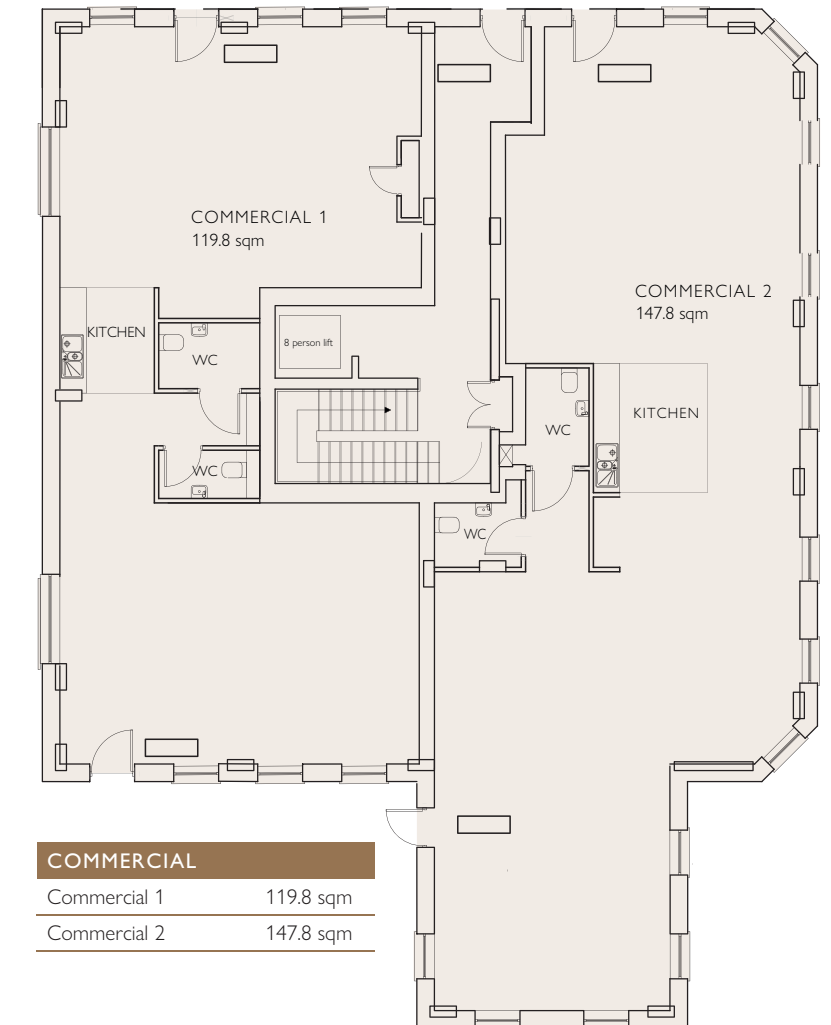 COMMERCIAL 1
119.8 sqm
COMMERCIAL 2
147.8 sqm
KITCHEN
8 person lift
WC
KITCHEN
WC
WC
WC
COMMERCIAL
Commercial 1 119.8 sqm
Commercial 2 147.8 sqm